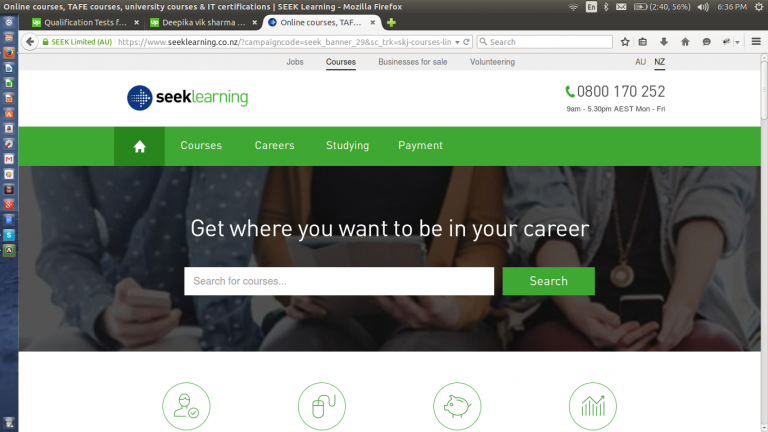 Online courses, TAFE courses, university courses & IT certifications | SEEK Learning - Mozilla Firefox
En
(2:40, 56%)
6:36 PM
Up Qualification Tests f...
Up Deepika vik sharma ...
Online courses, TAF...
SEEK Limited (AU)
https://www.seeklearning.co.nz/?campaigncode=seek_banner_29&sc_trk=skj-courses-lin
Search
Jobs
Courses
Businesses for sale
Volunteering
AU
NZ
seeklearning
0800 170 252
9am - 5.30pm AEST Mon - Fri
Courses
Careers
Studying
Payment
Get where you want to be in your career
Search for courses...
Search